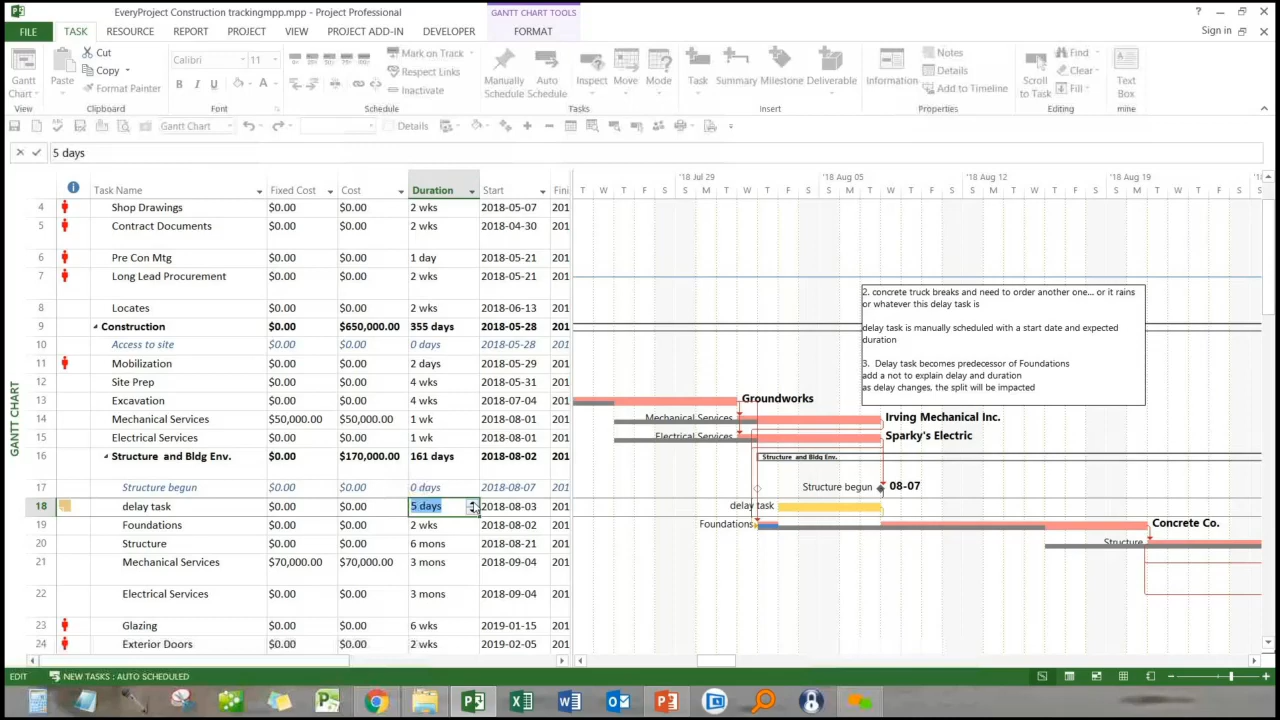 EveryProject Construction trackingmpp.mpp - Project Professional
GANTT CHART TOOLS
FILE TASK RESOURCE REPORT PROJECT VIEW PROJECT ADD-IN DEVELOPER FORMAT Sign in
Cut
Copy
Format Painter
Paste
Gantt Chart
Calibri 11
B I U A
Mark on Track
Respect Links
Inactivate
Manually Schedule
Auto Schedule
Inspect
Move
Mode
Task
Summary
Milestone
Deliverable
Information
Notes
Details
Add to Timeline
Scroll to Task
Find
Clear
Fill
Text Box
View Clipboard Font Schedule Tasks Insert Properties Editing mine
Gantt Chart Details
5 days
Task Name Fixed Cost Cost Duration Start Fini
'18 Jul 29 '18 Aug 05 '18 Aug 12 '18 Aug 19
T W T F S S M T W T F S S M T W T F S S M T W T F S S M T W T F S
4 Shop Drawings $0.00 $0.00 2 wks 2018-05-07 201
5 Contract Documents $0.00 $0.00 2 wks 2018-04-30 201
6 Pre Con Mtg $0.00 $0.00 1 day 2018-05-21 201
7 Long Lead Procurement $0.00 $0.00 2 wks 2018-05-21 201
8 Locates $0.00 $0.00 2 wks 2018-06-13 201
9 Construction $0.00 $650,000.00 355 days 2018-05-28 201
10 Access to site $0.00 $0.00 0 days 2018-05-28 201
11 Mobilization $0.00 $0.00 2 days 2018-05-29 201
12 Site Prep $0.00 $0.00 4 wks 2018-05-31 201
13 Excavation $0.00 $0.00 4 wks 2018-07-04 201
14 Mechanical Services $50,000.00 $50,000.00 1 wk 2018-08-01 201
15 Electrical Services $0.00 $0.00 1 wk 2018-08-01 201
16 Structure and Bldg Env. $0.00 $170,000.00 161 days 2018-08-02 201
17 Structure begun $0.00 $0.00 0 days 2018-08-07 201
18 delay task $0.00 $0.00 5 days 2018-08-03 201
19 Foundations $0.00 $0.00 2 wks 2018-08-02 201
20 Structure $0.00 $0.00 6 mons 2018-08-21 201
21 Mechanical Services $70,000.00 $70,000.00 3 mons 2018-09-04 201
22 Electrical Services $0.00 $0.00 3 mons 2018-09-04 201
23 Glazing $0.00 $0.00 6 wks 2019-01-15 201
24 Exterior Doors $0.00 $0.00 2 wks 2019-02-05 201
GANTT CHART
2. concrete truck breaks and need to order another one... or it rains
or whatever this delay task is
delay task is manually scheduled with a start date and expected
duration
3. Delay task becomes predecessor of Foundations
add a not to explain delay and duration
as delay changes, the split will be impacted
Groundworks
Mechanical Services Irving Mechanical Inc.
Electrical Services Sparky's Electric
Structure and Bldg Env.
Structure begun 08-07
delay task
Foundations Concrete Co.
Structure
EDIT NEW TASKS : AUTO SCHEDULED